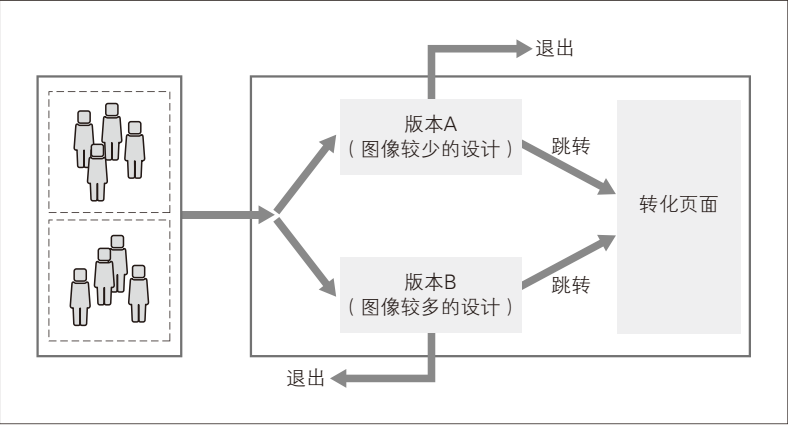 退出
版本A
（图像较少的设计）
跳转
转化页面
版本B
（图像较多的设计）
跳转
退出